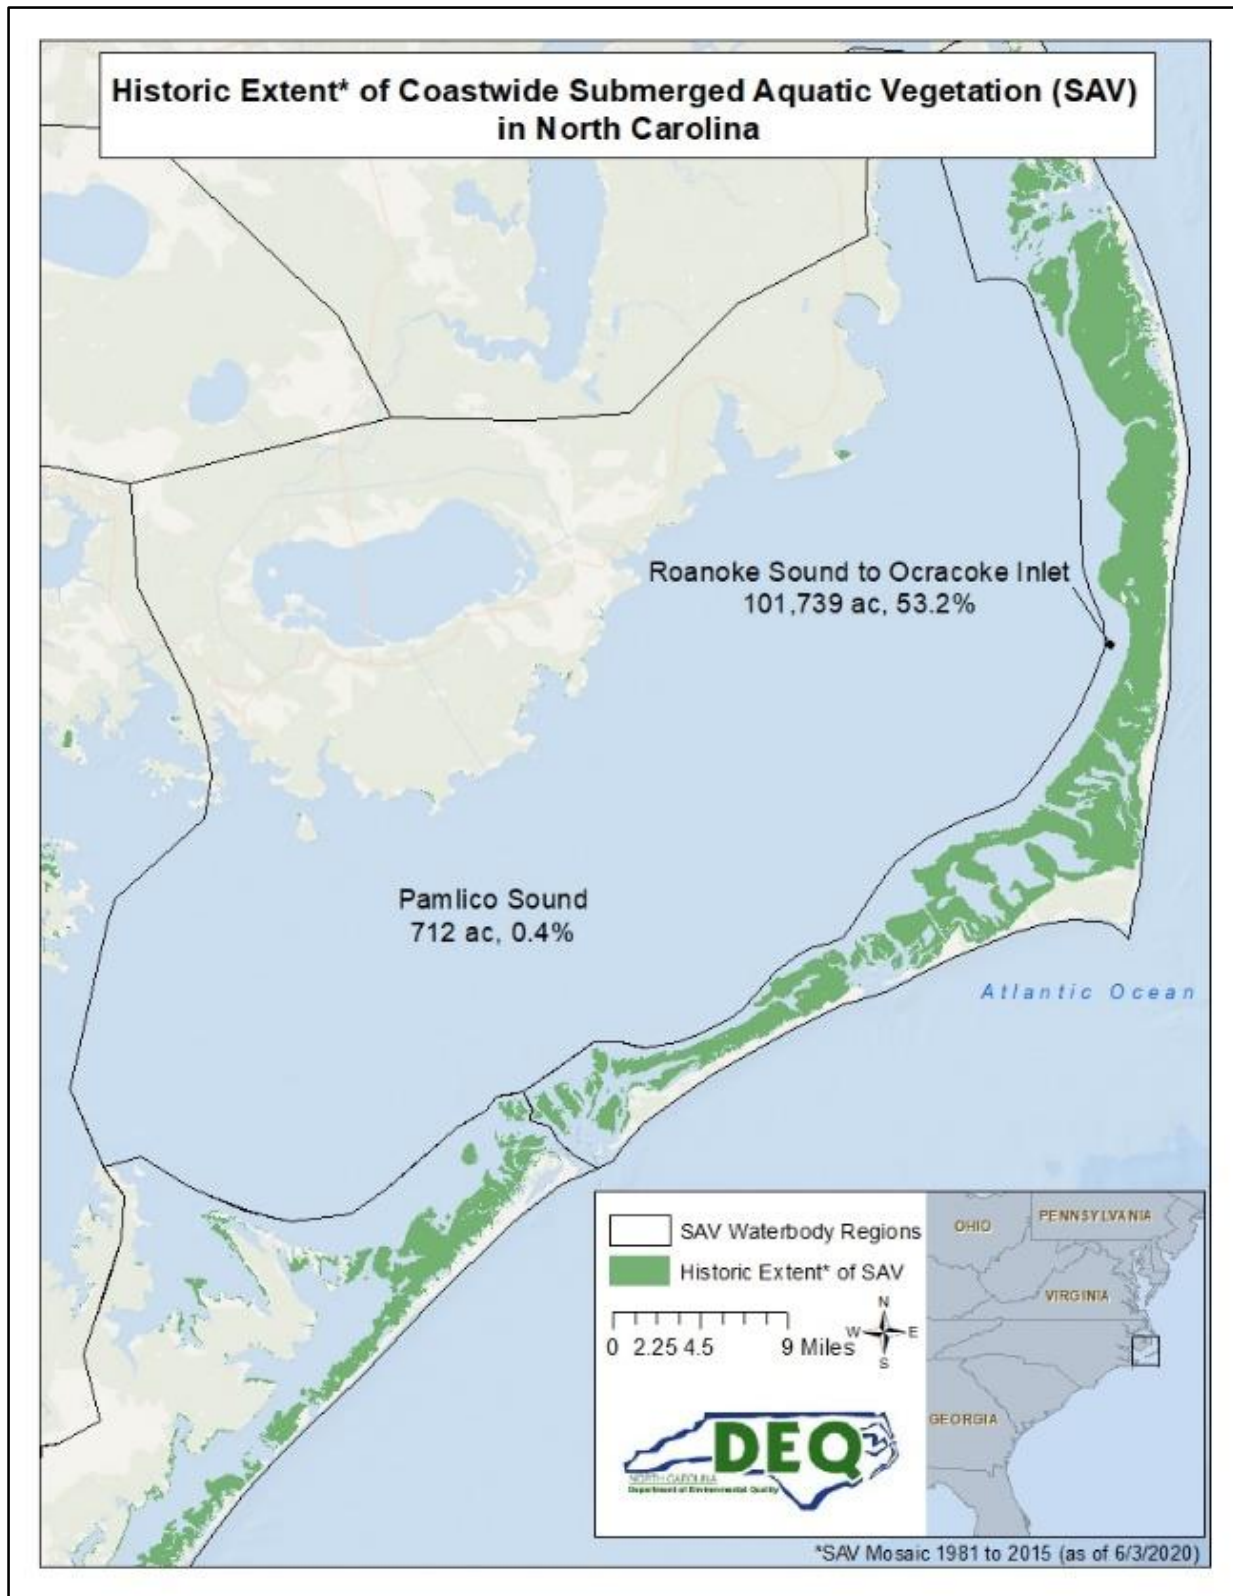 Historic Extent* of Coastwide Submerged Aquatic Vegetation (SAV)
in North Carolina
Roanoke Sound to Ocracoke Inlet
101,739 ac, 53.2%
Pamlico Sound
712 ac, 0.4%
Atlantic Ocean
SAV Waterbody Regions
Historic Extent* of SAV
0 2.25 4.5 9 Miles
N
W E
S
DEQ
NORTH CAROLINA
Department of Environmental Quality
OHIO
PENNSYLVANIA
VIRGINIA
GEORGIA
*SAV Mosaic 1981 to 2015 (as of 6/3/2020)